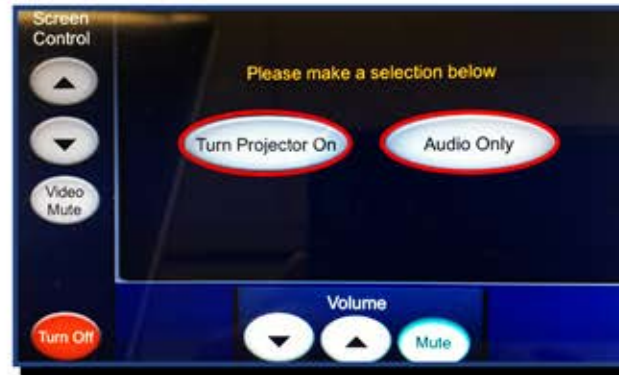 Screen
Control
Please make a selection below
Turn Projector On
Audio Only
Video
Mute
Turn Off
Volume
Mute